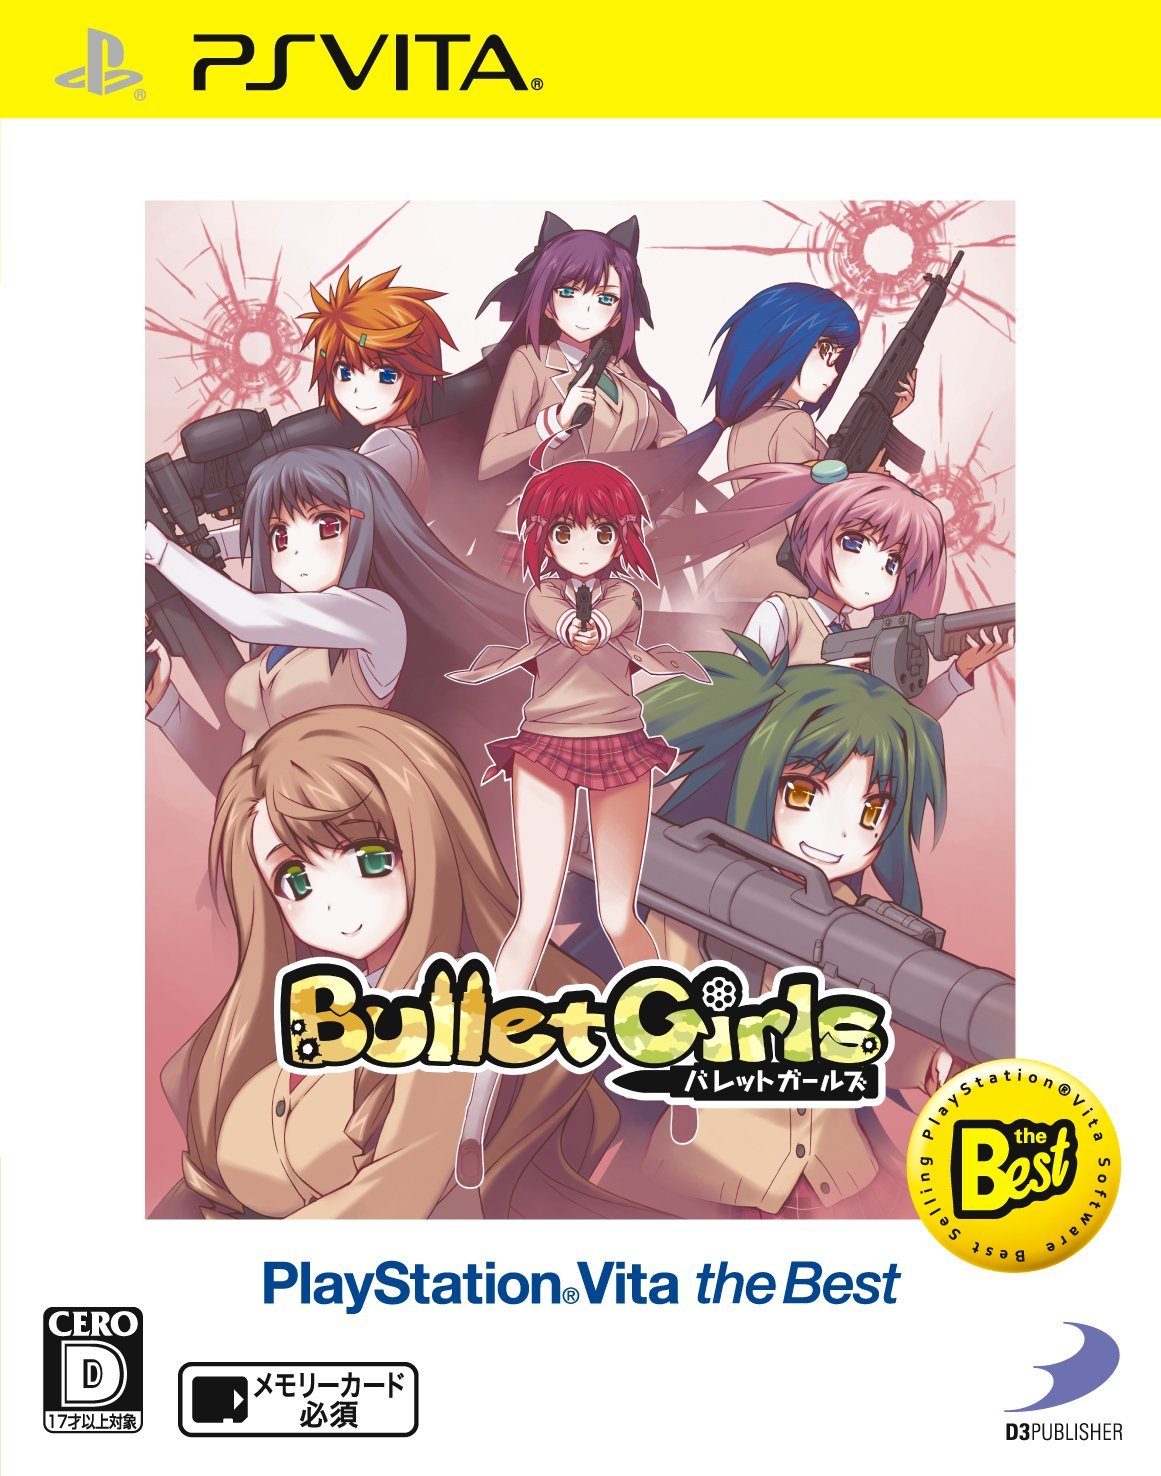 PSVITA®
BulletGirls
バレットガールズ
PlayStation®Vita Software Best Selling
the
Best
PlayStation®Vita the Best
CERO
D
17才以上対象
メモリーカード
必須
D3PUBLISHER